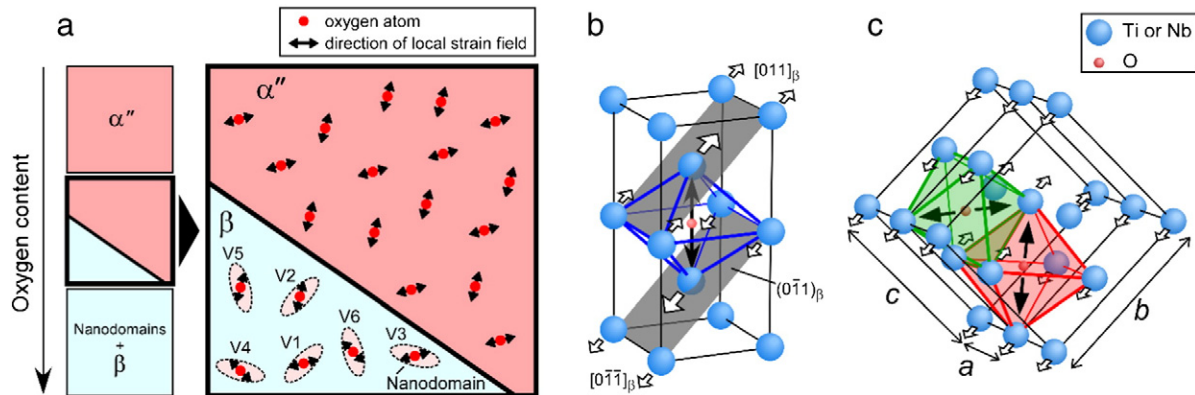 a
oxygen atom
direction of local strain field
Oxygen content
α″
Nanodomains
+
β
α″
β
V5
V2
V6
V4
V1
V3
Nanodomain
b
[011]β
(01̄1)β
[01̄1̄]β
c
Ti or Nb
O
c
b
a